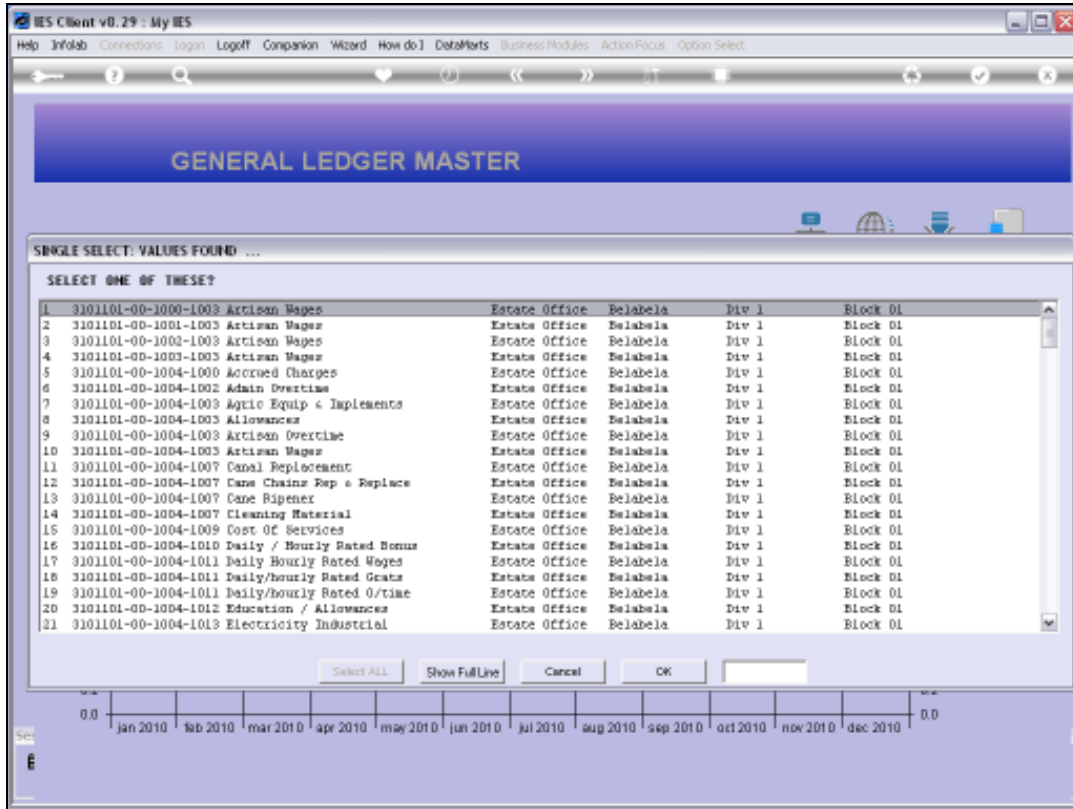 IES Client v8.29 : My IES
Help Infolab Connections Logon Logoff Companion Wizard How do I DataMarts Business Modules Action Focus Option Select
GENERAL LEDGER MASTER
SINGLE SELECT: VALUES FOUND ...
SELECT ONE OF THESE?
1 3101101-00-1000-1003 Artisan Wages Estate Office Belabela Div 1 Block 01
2 3101101-00-1001-1003 Artisan Wages Estate Office Belabela Div 1 Block 01
3 3101101-00-1002-1003 Artisan Wages Estate Office Belabela Div 1 Block 01
4 3101101-00-1003-1003 Artisan Wages Estate Office Belabela Div 1 Block 01
5 3101101-00-1004-1000 Accrued Charges Estate Office Belabela Div 1 Block 01
6 3101101-00-1004-1002 Admin Overtime Estate Office Belabela Div 1 Block 01
7 3101101-00-1004-1003 Agric Equip & Implements Estate Office Belabela Div 1 Block 01
8 3101101-00-1004-1003 Allowances Estate Office Belabela Div 1 Block 01
9 3101101-00-1004-1003 Artisan Overtime Estate Office Belabela Div 1 Block 01
10 3101101-00-1004-1003 Artisan Wages Estate Office Belabela Div 1 Block 01
11 3101101-00-1004-1007 Canal Replacement Estate Office Belabela Div 1 Block 01
12 3101101-00-1004-1007 Cane Chains Rep & Replace Estate Office Belabela Div 1 Block 01
13 3101101-00-1004-1007 Cane Ripener Estate Office Belabela Div 1 Block 01
14 3101101-00-1004-1007 Cleaning Material Estate Office Belabela Div 1 Block 01
15 3101101-00-1004-1009 Cost Of Services Estate Office Belabela Div 1 Block 01
16 3101101-00-1004-1010 Daily / Hourly Rated Bonus Estate Office Belabela Div 1 Block 01
17 3101101-00-1004-1011 Daily Hourly Rated Wages Estate Office Belabela Div 1 Block 01
18 3101101-00-1004-1011 Daily/hourly Rated Grats Estate Office Belabela Div 1 Block 01
19 3101101-00-1004-1011 Daily/hourly Rated O/time Estate Office Belabela Div 1 Block 01
20 3101101-00-1004-1012 Education / Allowances Estate Office Belabela Div 1 Block 01
21 3101101-00-1004-1013 Electricity Industrial Estate Office Belabela Div 1 Block 01
Select ALL Show Full Line Cancel OK
0.0 0.0
jan 2010 feb 2010 mar 2010 apr 2010 may 2010 jun 2010 jul 2010 aug 2010 sep 2010 oct 2010 nov 2010 dec 2010